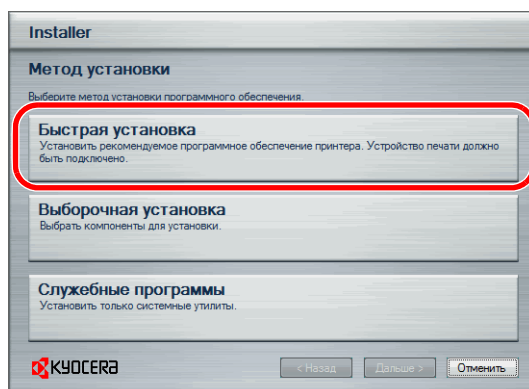 Installer
Метод установки
Выберите метод установки программного обеспечения.
Быстрая установка
Установить рекомендуемое программное обеспечение принтера. Устройство печати должно
быть подключено.
Выборочная установка
Выбрать компоненты для установки.
Служебные программы
Установить только системные утилиты.
KYOCERA
< Назад
Дальше >
Отменить